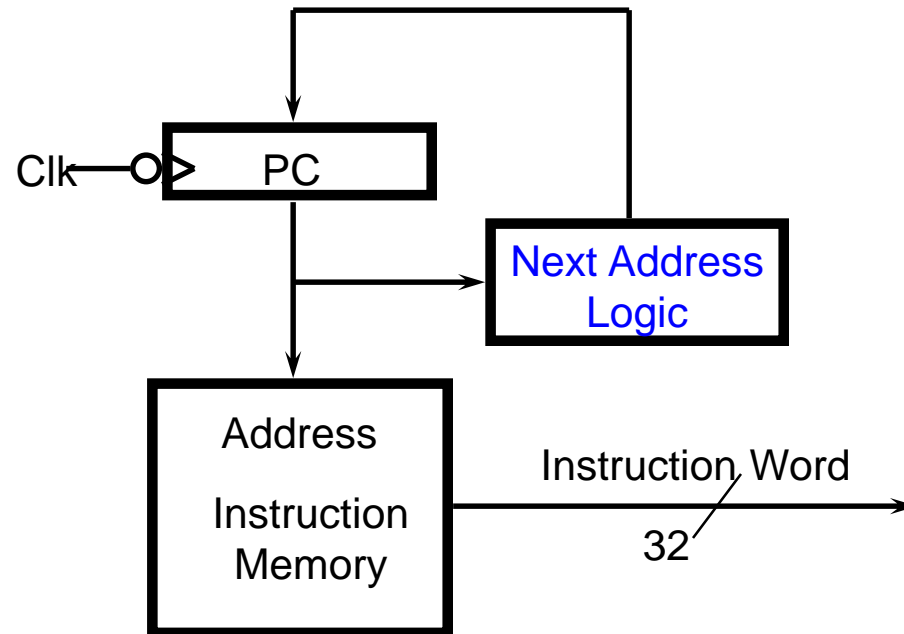 Clk
PC
Next Address
Logic
Address
Instruction
Memory
Instruction Word
32